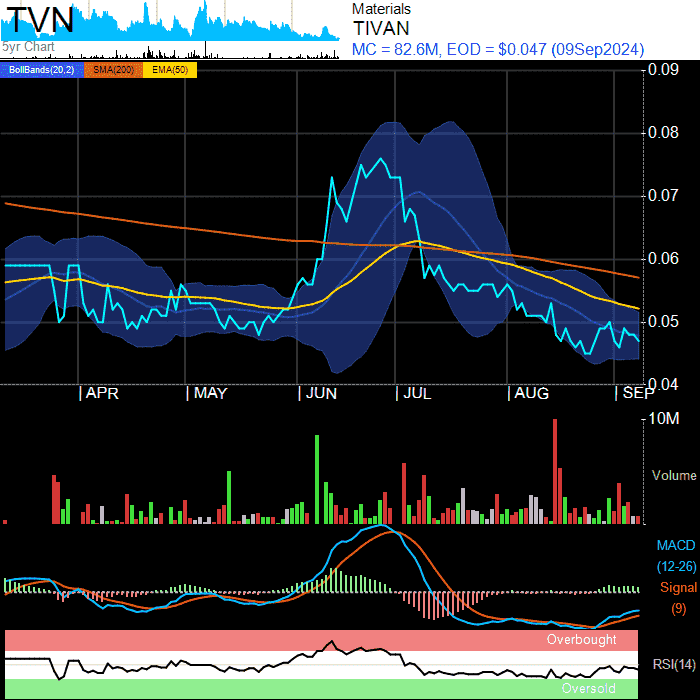 TVN
5yr Chart
Materials
TIVAN
MC = 82.6M, EOD = $0.047 (09Sep2024)
BollBands(20,2) SMA(200) EMA(50)
0.09
0.08
0.07
0.06
0.05
0.04
APR MAY JUN JUL AUG SEP
10M
Volume
MACD
(12-26)
Signal
(9)
Overbought
RSI(14)
Oversold